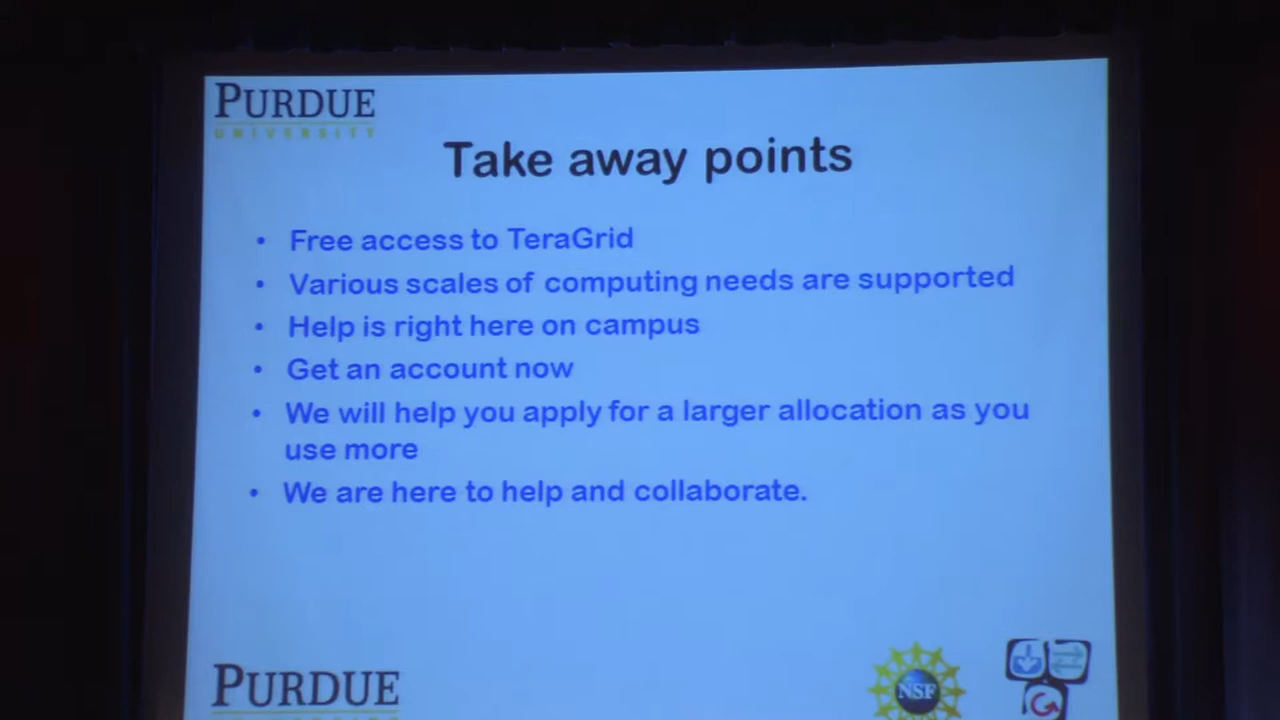 PURDUE
UNIVERSITY
Take away points
• Free access to TeraGrid
• Various scales of computing needs are supported
• Help is right here on campus
• Get an account now
• We will help you apply for a larger allocation as you
use more
• We are here to help and collaborate.
PURDUE
NSF